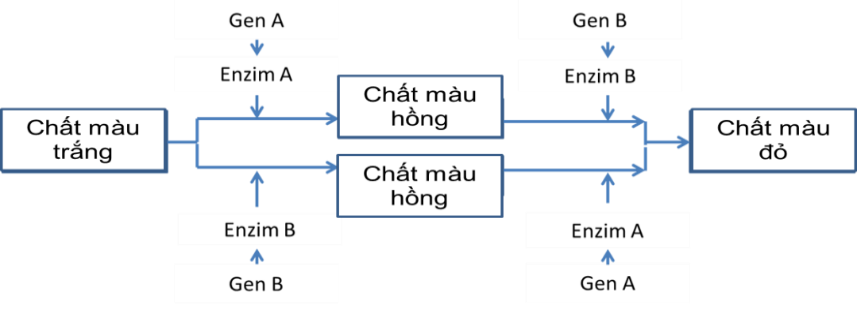 Gen A
Gen B
Enzim A
Enzim B
Chất màu
hồng
Chất màu
trắng
Chất màu
đỏ
Chất màu
hồng
Enzim B
Enzim A
Gen B
Gen A